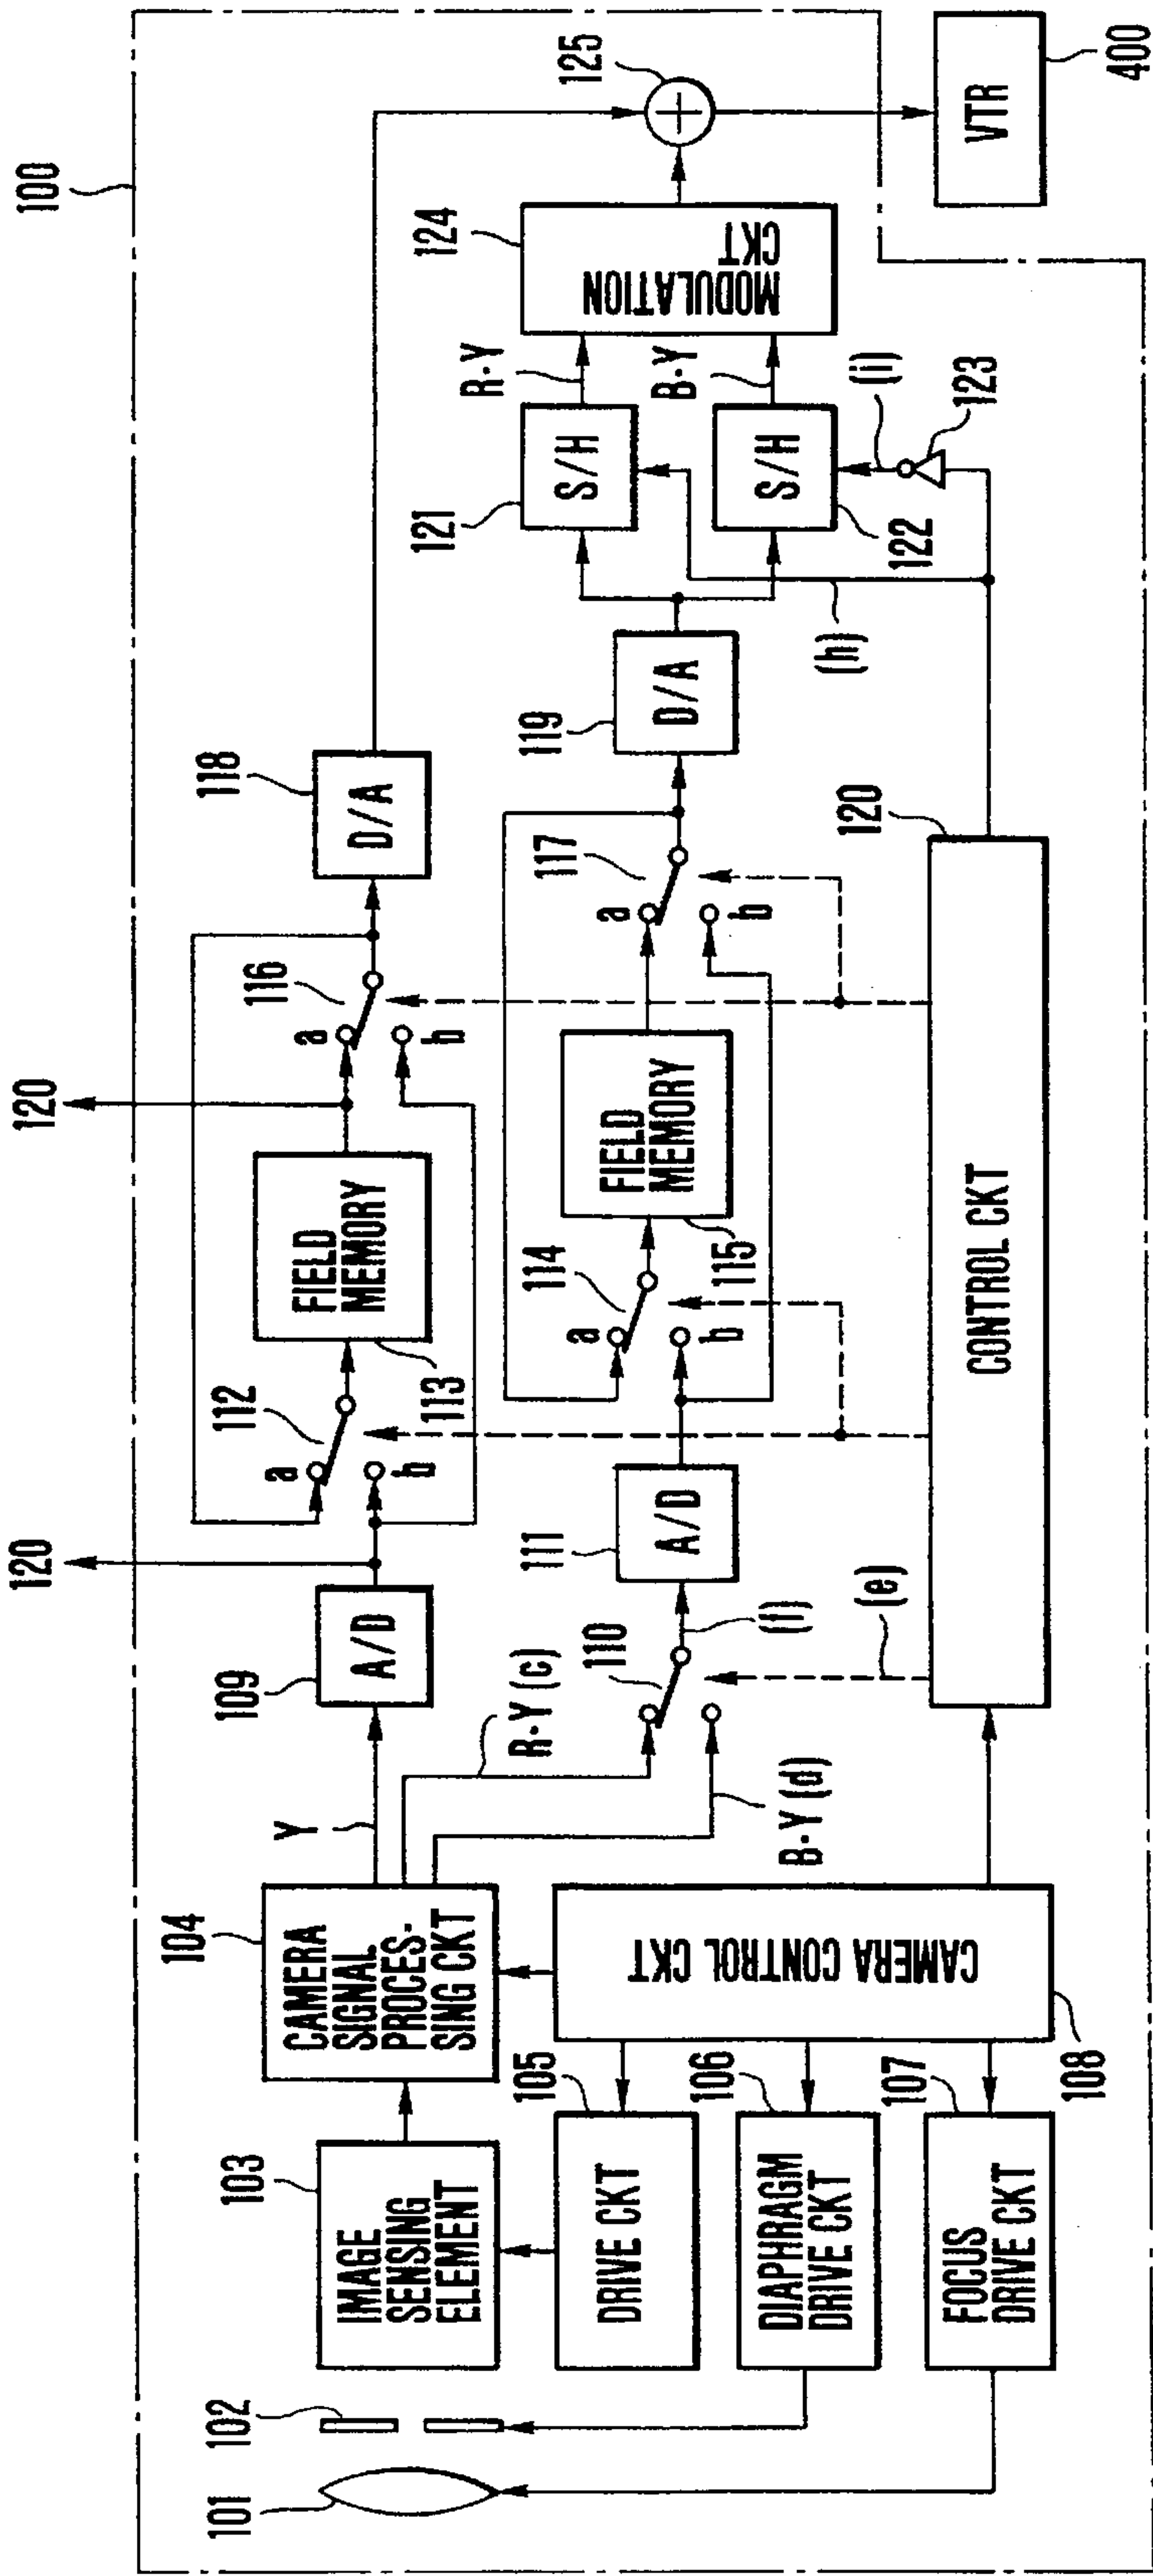 100
120
120
101
102
103
IMAGE
SENSING
ELEMENT
104
CAMERA
SIGNAL
PROCES-
SING CKT
105
DRIVE CKT
106
DIAPHRAGM
DRIVE CKT
107
FOCUS
DRIVE CKT
CAMERA CONTROL CKT
108
Y
R-Y (c)
B-Y (d)
109
A/D
110
(f)
(e)
111
A/D
112
a
b
FIELD
MEMORY
113
114
a
b
FIELD
MEMORY
115
116
a
b
117
a
b
118
D/A
119
D/A
CONTROL CKT
120
(h)
121
S/H
R-Y
S/H
122
B-Y
(i)
123
124
MODULATION
CKT
125
VTR
400